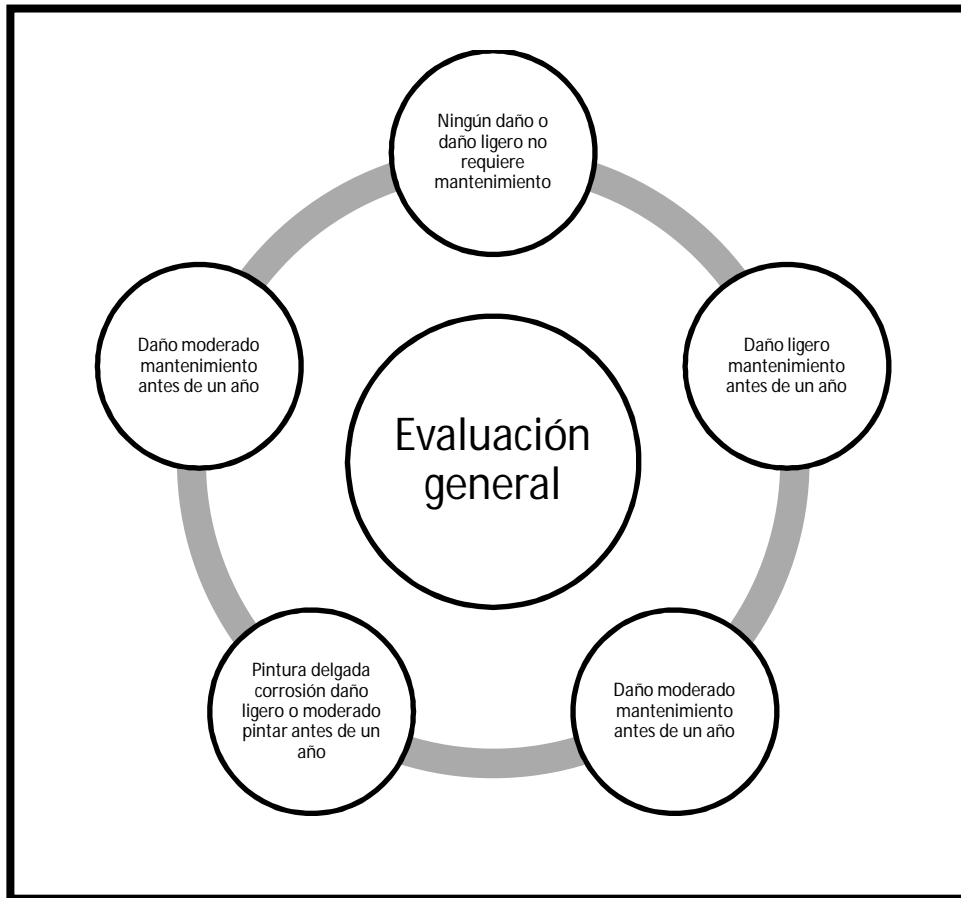 Ningún daño o
daño ligero no
requiere
mantenimiento
Daño moderado
mantenimiento
antes de un año
Daño ligero
mantenimiento
antes de un año
Evaluación
general
Pintura delgada
corrosión daño
ligero o moderado
pintar antes de un
año
Daño moderado
mantenimiento
antes de un año